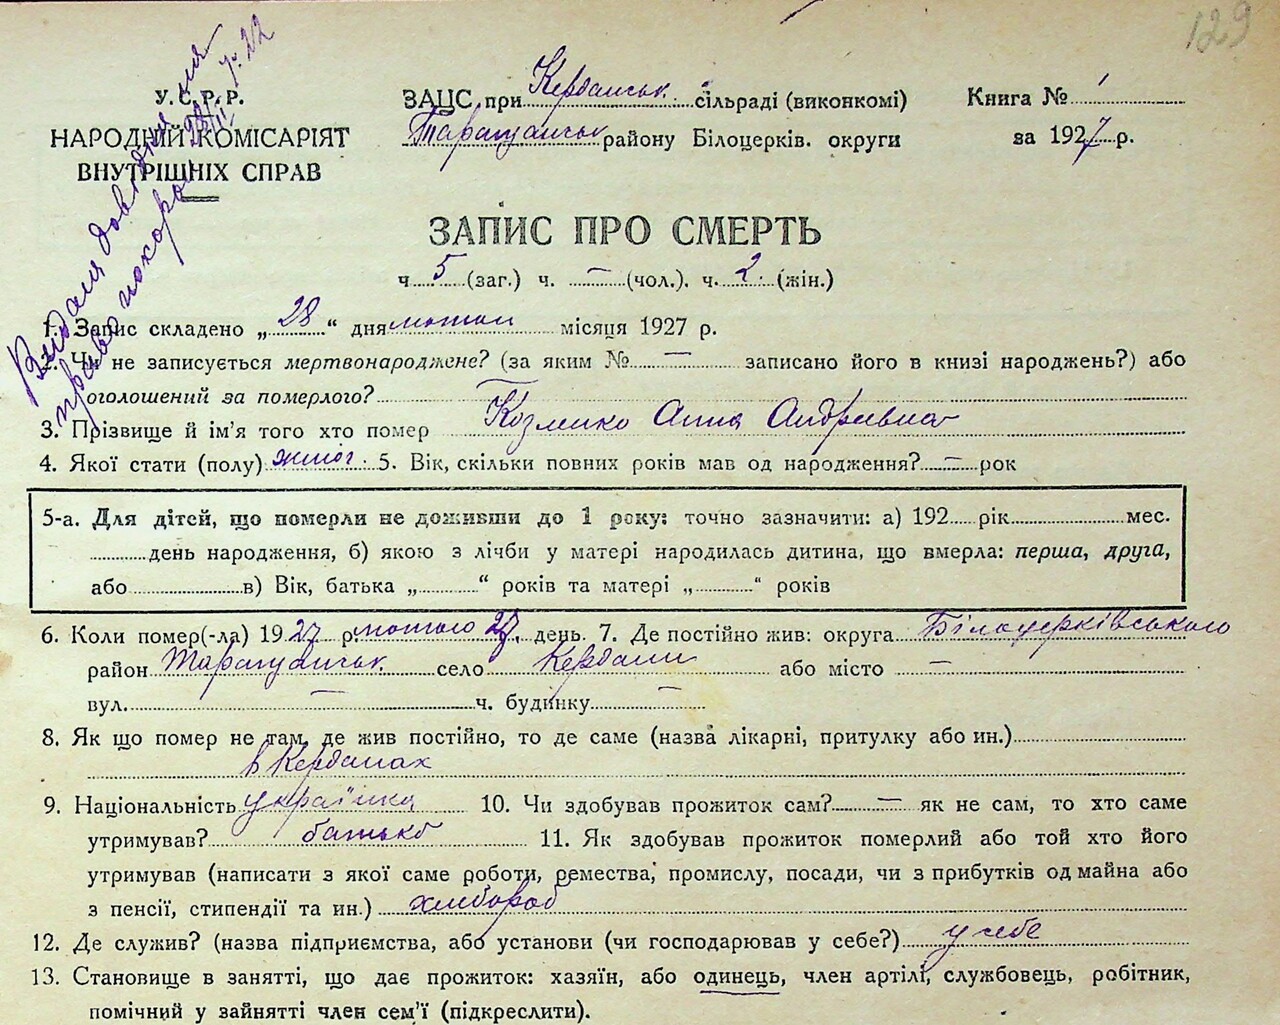 129
У.С.Р.Р.
НАРОДНИЙ КОМІСАРІЯТ
ВНУТРІШНІХ СПРАВ
Видали
право похорон
ЗАЦС при Керданськ. сільраді (виконкомі)
Таращанськ району Білоцерків. округи
Книга № 1
за 1927 р.
ЗАПИС ПРО СМЕРТЬ
ч. 5 (заг.) ч. — (чол.). ч. 2 (жін.)
1. Запис складено „ 28 “ дня лютого місяця 1927 р.
2. Чи не записується мертвонароджене? (за яким № — записано його в книзі народжень?) або
оголошений за померлого?
3. Прізвище й ім'я того хто помер Козленко Анна Андріївна
4. Якої стати (полу) жіноч. 5. Вік, скільки повних років мав од народження? — рок
5-а. Для дітей, що померли не доживши до 1 року: точно зазначити: а) 192 рік мес.
день народження, б) якою з лічби у матері народилась дитина, що вмерла: перша, друга,
або в) Вік, батька „ “ років та матері „ “ років
6. Коли помер(-ла) 1927 р. лютого 27. день. 7. Де постійно жив: округа Білоцерківського
район Таращанськ. село Кердани або місто —
вул. — ч. будинку —
8. Як що помер не там, де жив постійно, то де саме (назва лікарні, притулку або ин.)
в Керданах
9. Національність українка 10. Чи здобував прожиток сам? — як не сам, то хто саме
утримував? батько 11. Як здобував прожиток померлий або той хто його
утримував (написати з якої саме роботи, ремества, промислу, посади, чи з прибутків од майна або
з пенсії, стипендії та ин.) хлібороб
12. Де служив? (назва підприємства, або установи (чи господарював у себе?) у себе
13. Становище в занятті, що дає прожиток: хазяїн, або одинець, член артілі, службовець, робітник,
помічний у зайнятті член сем'ї (підкреслити).